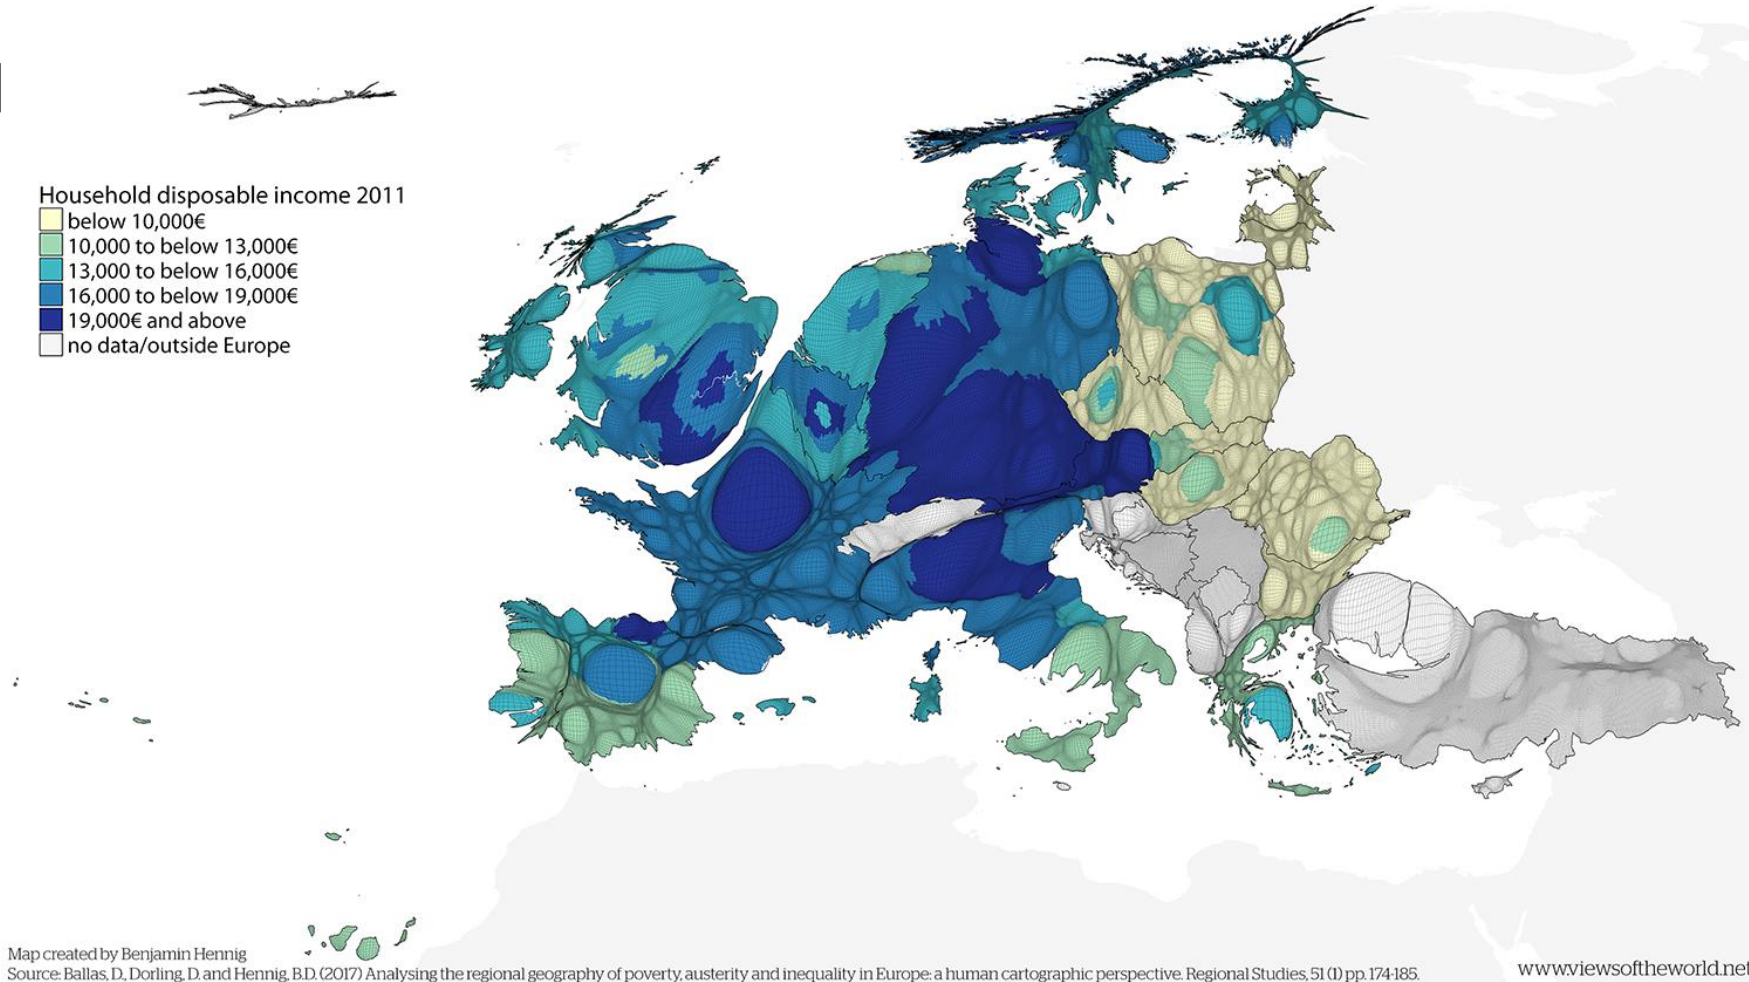 Household disposable income 2011
below 10,000€
10,000 to below 13,000€
13,000 to below 16,000€
16,000 to below 19,000€
19,000€ and above
no data/outside Europe
Map created by Benjamin Hennig
Source: Ballas, D., Dorling, D. and Hennig, B.D. (2017) Analysing the regional geography of poverty, austerity and inequality in Europe: a human cartographic perspective. Regional Studies, 51 (1) pp. 174-185.
www.viewsoftheworld.net